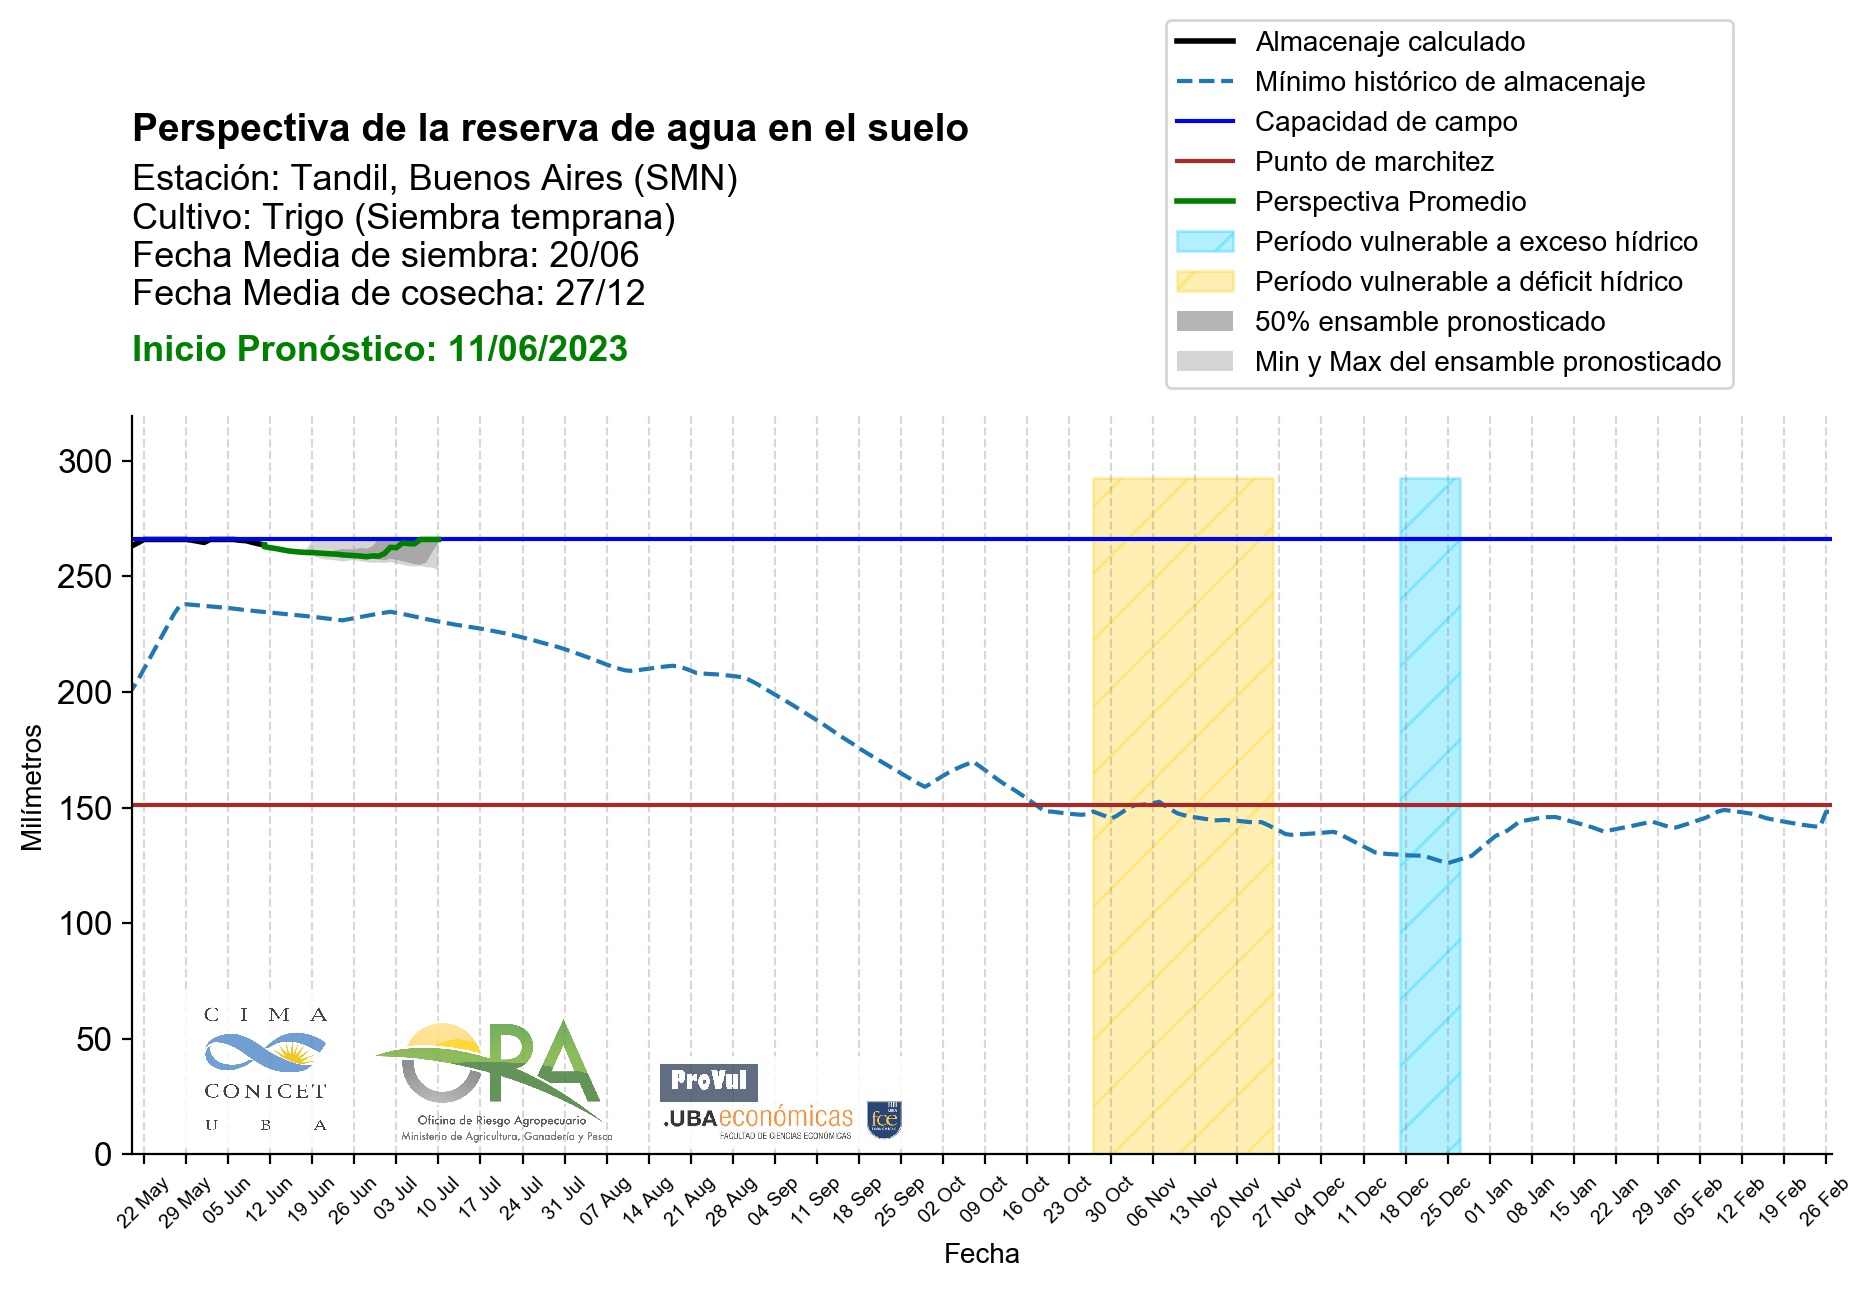 Almacenaje calculado
Mínimo histórico de almacenaje
Capacidad de campo
Punto de marchitez
Perspectiva Promedio
Período vulnerable a exceso hídrico
Período vulnerable a déficit hídrico
50% ensamble pronosticado
Min y Max del ensamble pronosticado
Perspectiva de la reserva de agua en el suelo
Estación: Tandil, Buenos Aires (SMN)
Cultivo: Trigo (Siembra temprana)
Fecha Media de siembra: 20/06
Fecha Media de cosecha: 27/12
Inicio Pronóstico: 11/06/2023
Milímetros
300
250
200
150
100
50
0
CIMA
CONICET
UBA
ORA
Oficina de Riesgo Agropecuario
Ministerio de Agricultura, Ganadería y Pesca
ProVul
.UBAeconómicas
FACULTAD DE CIENCIAS ECONÓMICAS
fce
22 May
29 May
05 Jun
12 Jun
19 Jun
26 Jun
03 Jul
10 Jul
17 Jul
24 Jul
31 Jul
07 Aug
14 Aug
21 Aug
28 Aug
04 Sep
11 Sep
18 Sep
25 Sep
02 Oct
09 Oct
16 Oct
23 Oct
30 Oct
06 Nov
13 Nov
20 Nov
27 Nov
04 Dec
11 Dec
18 Dec
25 Dec
01 Jan
08 Jan
15 Jan
22 Jan
29 Jan
05 Feb
12 Feb
19 Feb
26 Feb
Fecha